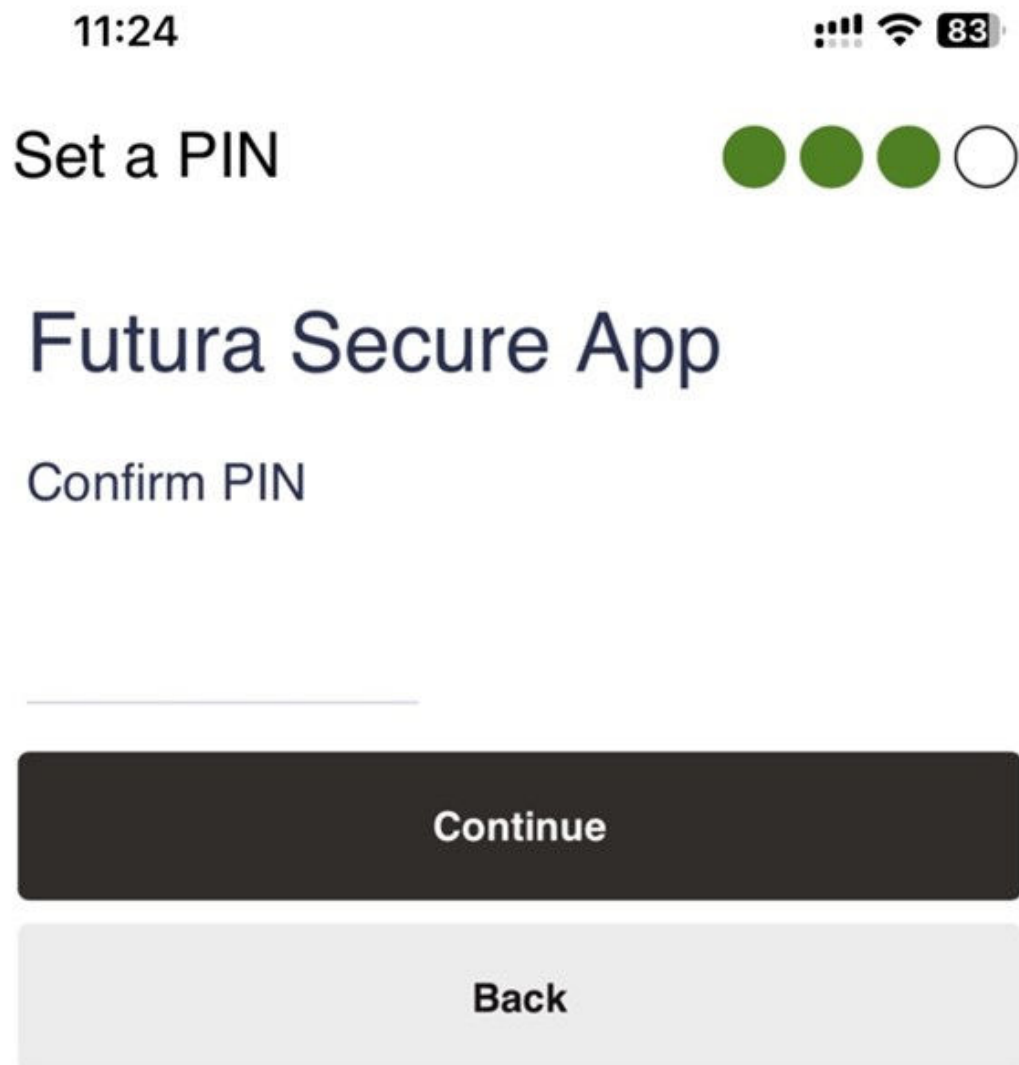 11:24 83
Set a PIN
Futura Secure App
Confirm PIN
Continue
Back